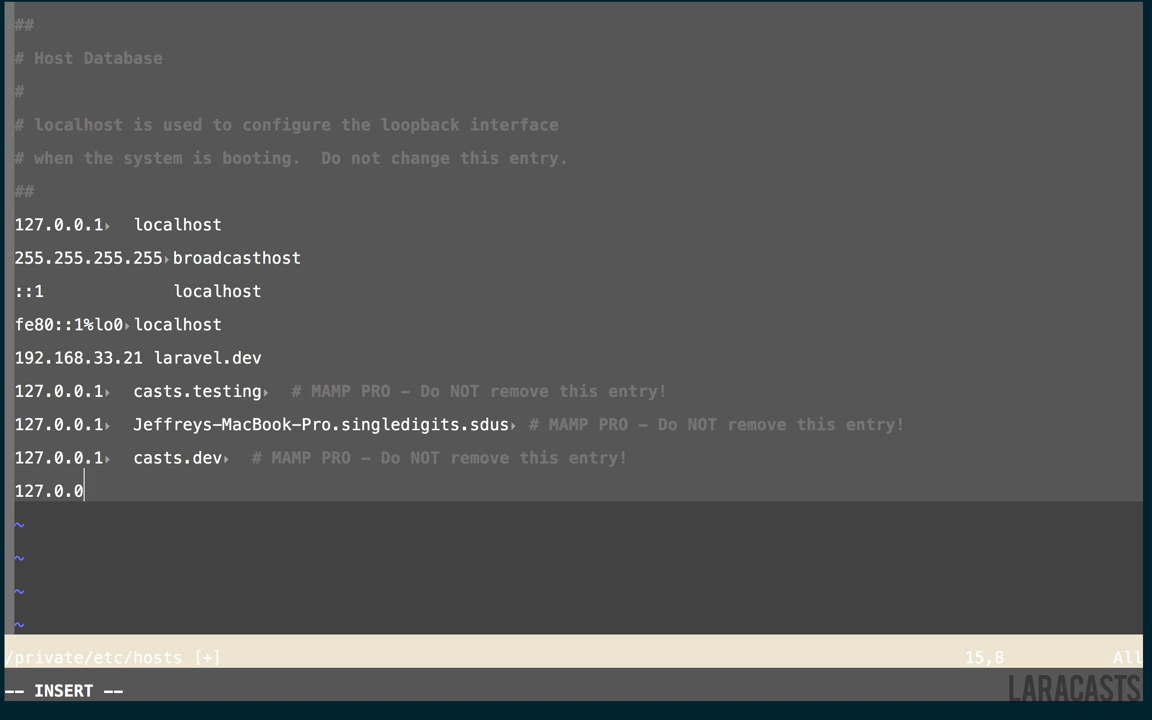 ##
# Host Database
#
# localhost is used to configure the loopback interface
# when the system is booting.  Do not change this entry.
##
127.0.0.1▸  localhost
255.255.255.255▸broadcasthost
::1             localhost
fe80::1%lo0▸localhost
192.168.33.21 laravel.dev
127.0.0.1▸  casts.testing▸  # MAMP PRO - Do NOT remove this entry!
127.0.0.1▸  Jeffreys-MacBook-Pro.singledigits.sdus▸ # MAMP PRO - Do NOT remove this entry!
127.0.0.1▸  casts.dev▸  # MAMP PRO - Do NOT remove this entry!
127.0.0
~
~
~
~
/private/etc/hosts [+] 15,8 All
-- INSERT --
LARACASTS